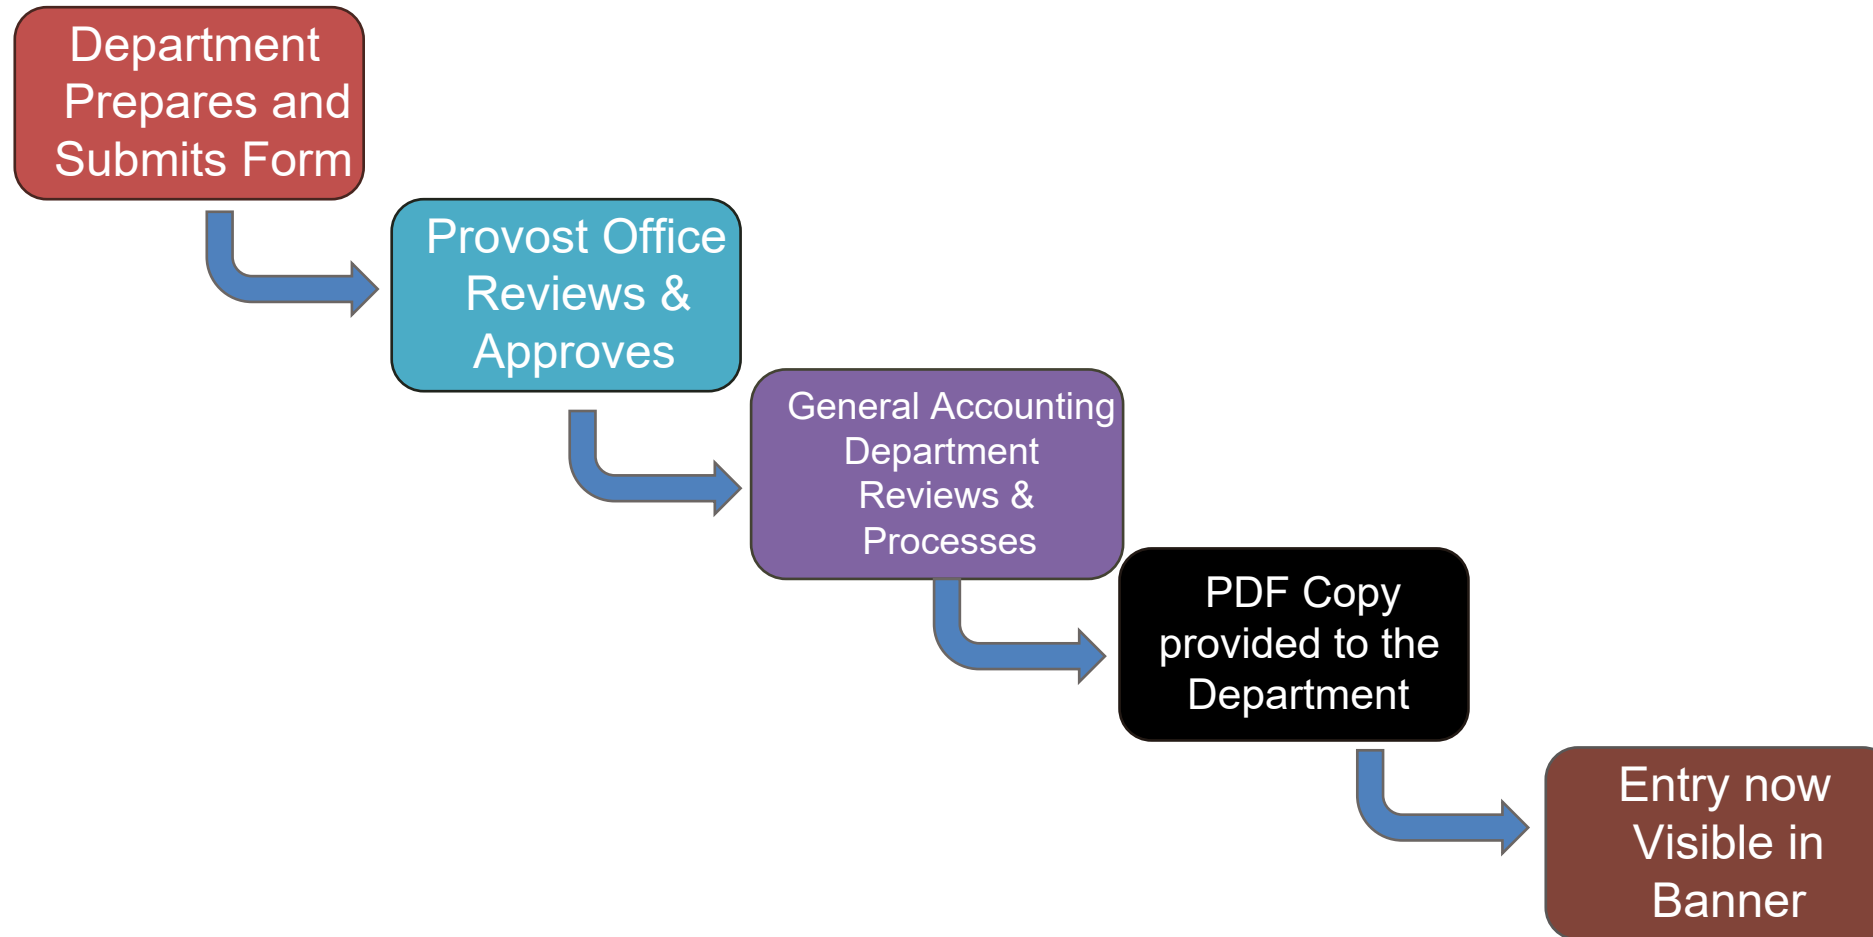 Department
Prepares and
Submits Form
Provost Office
Reviews &
Approves
General Accounting
Department
Reviews &
Processes
PDF Copy
provided to the
Department
Entry now
Visible in
Banner